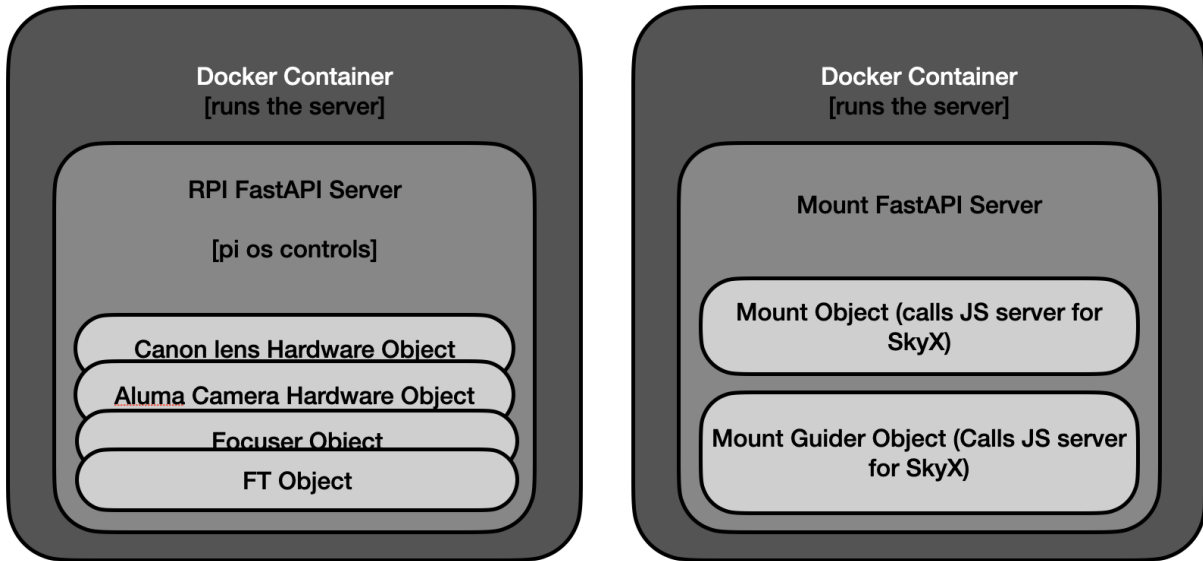 Docker Container
[runs the server]
RPI FastAPI Server
[pi os controls]
Canon lens Hardware Object
Aluma Camera Hardware Object
Focuser Object
FT Object
Docker Container
[runs the server]
Mount FastAPI Server
Mount Object (calls JS server for
SkyX)
Mount Guider Object (Calls JS server
for SkyX)